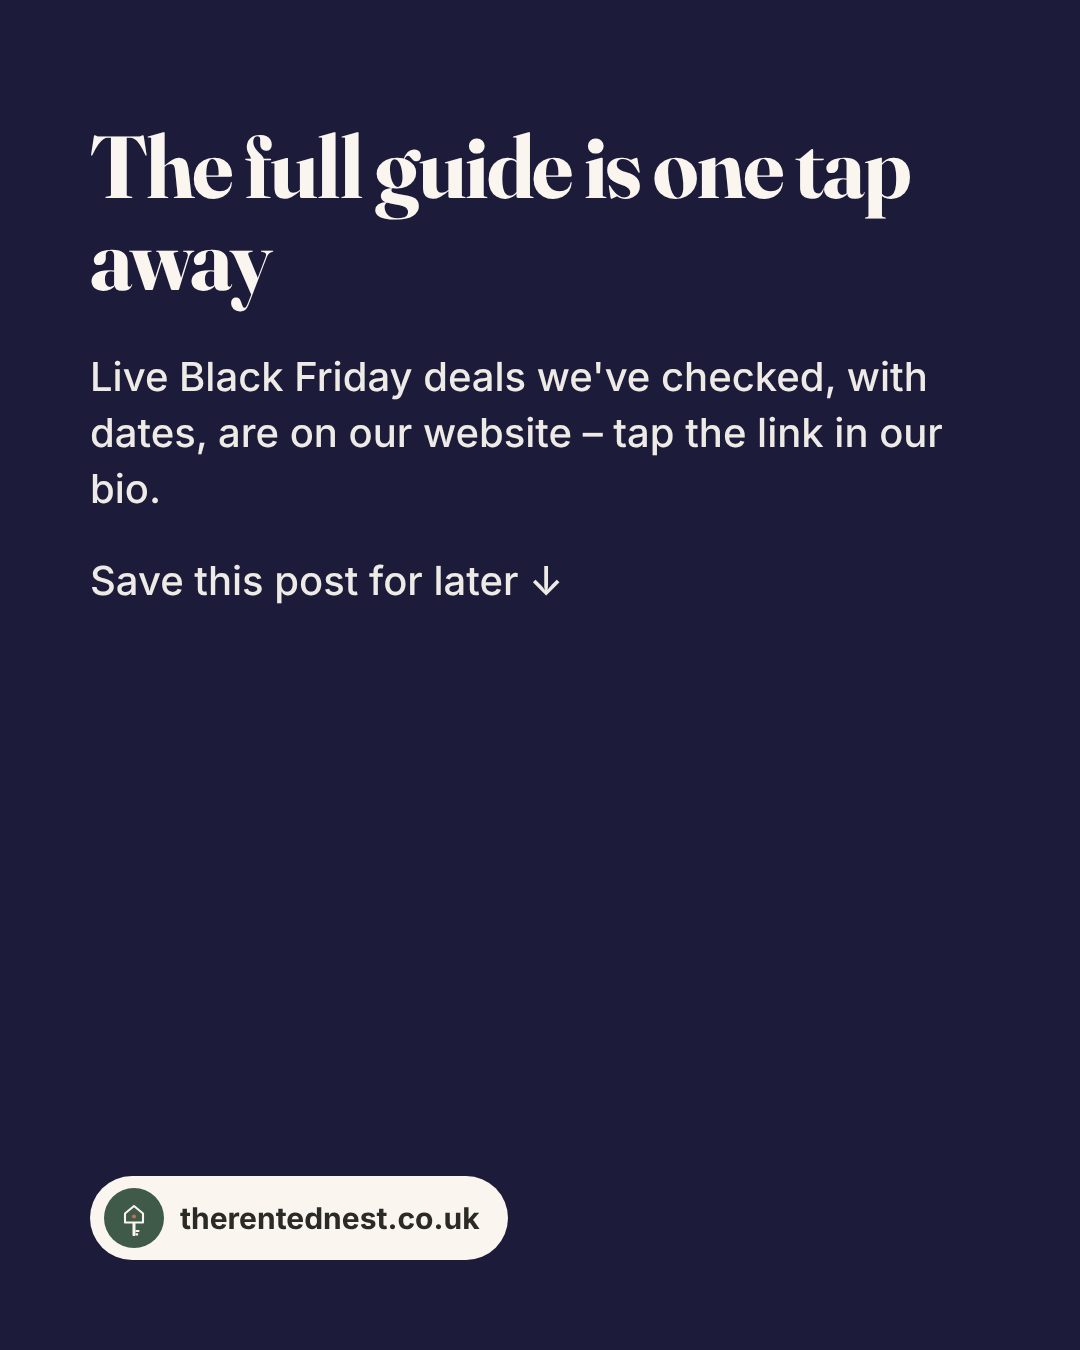 The full guide is one tap
away
Live Black Friday deals we've checked, with
dates, are on our website – tap the link in our
bio.
Save this post for later ↓
therentednest.co.uk